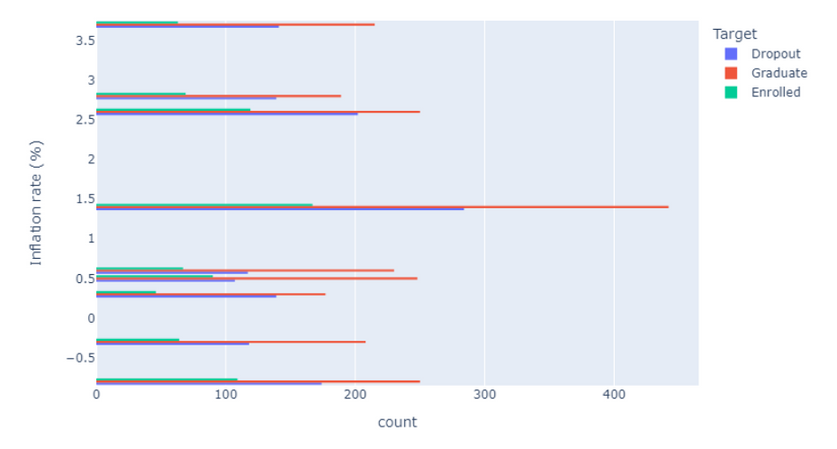 Target
Dropout
Graduate
Enrolled
3.5
3
2.5
2
1.5
1
0.5
0
−0.5
Inflation rate (%)
0 100 200 300 400
count